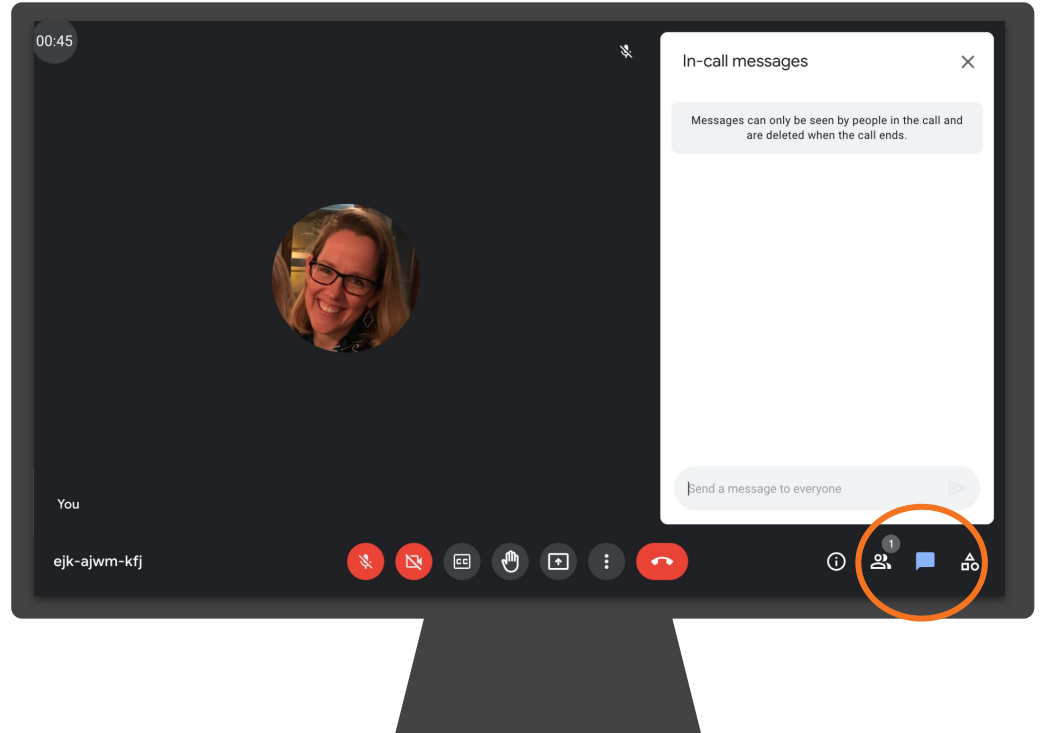 00:45
In-call messages
Messages can only be seen by people in the call and
are deleted when the call ends.
Send a message to everyone
You
ejk-ajwm-kfj
CC
1